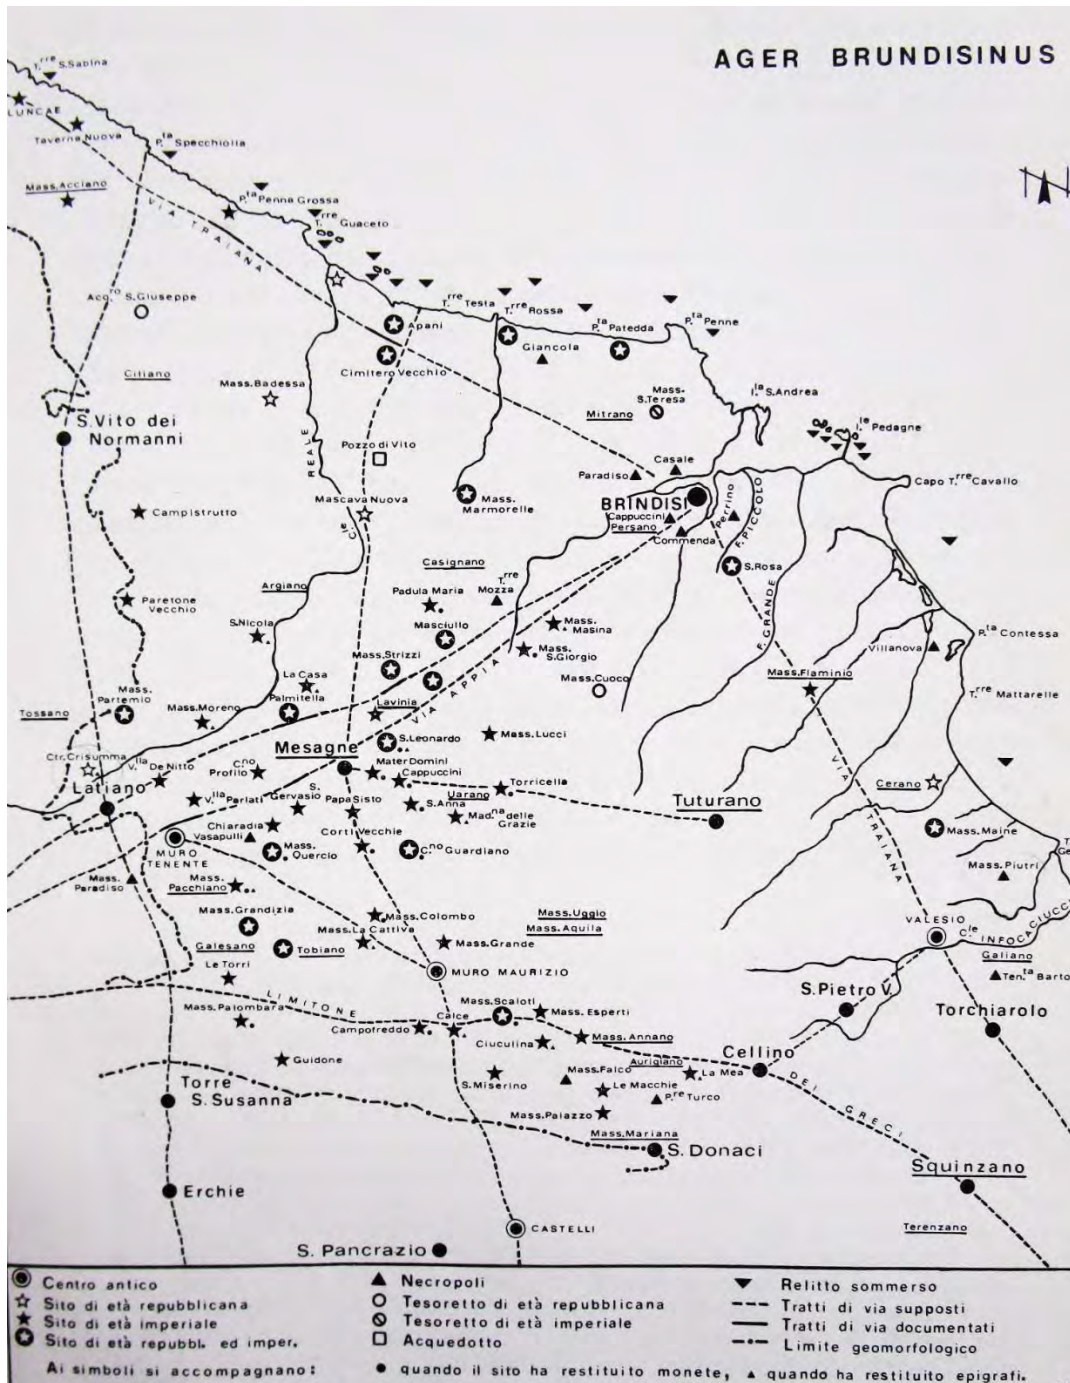 AGER BRUNDISINUS
T.rre S.Sabina
LUNCAE
Taverna Nuova
P.ta Specchiolla
Mass.Acciano
P.ta Penna Grossa
VIA TRAIANA
T.rre Guaceto
Acq.ro S.Giuseppe
T.rre Testa
T.rre Rossa
P.ta Patedda
P.ta Penne
Apani
Giancola
Cimitero Vecchio
Ciliano
Mass.Badessa
Mass. S.Teresa
Mitrano
I.la S.Andrea
I.le Pedagne
S.Vito dei Normanni
C.le REALE
Pozzo di Vito
Casale
Paradiso
Capo T.rre Cavallo
Mass. Marmorelle
Mascava Nuova
BRINDISI
Cappuccini
Persano
Perrino
Commenda
F. PICCOLO
Campistrutto
S.Rosa
Casignano
Argiano
Padula Maria
T.rre Mozza
F. GRANDE
Paretone Vecchio
S.Nicola
Masciullo
Mass. Masina
Mass. S.Giorgio
P.ta Contessa
Villanova
Mass.Strizzi
Mass.Cuoco
Mass.Flaminio
VIA APPIA
La Casa
Palmitella
Lavinia
T.rre Mattarelle
Mass. Partemio
Tossano
Mass.Moreno
S.Leonardo
Mass.Lucci
Mesagne
Ctr.Crisumma
V.lla De Nitto
C.no Profilo
Mater Domini
Cappuccini
Torricella
Uarano
Cerano
VIA TRAIANA
Latiano
V.lla Parlati
S. Gervasio
Papa Sisto
S.Anna
Mad.na delle Grazie
Tuturano
Chiaradia
Vasapulli
Corti Vecchie
Mass.Maine
MURO TENENTE
Mass. Quercio
C.no Guardiano
Mass.Piutri
Mass. Paradiso
Mass. Pacchiano
Mass.Grandizia
Mass.Colombo
Mass.Uggio
Mass.Aquila
VALESIO
C.le INFOCACIUCCI
Galesano
Tobiano
Mass.La Cattiva
Mass.Grande
Galiano
Le Torri
MURO MAURIZIO
Ten.ta Barto
LIMITONE DEI GRECI
S.Pietro V.
Mass.Palombara
Mass.Scaloti
Mass.Esperti
Torchiarolo
Campofreddo
Calce
Ciuculina
Mass.Annano
Cellino
Guidone
Aurigiano
Mass.Falco
La Mea
S.Miserino
Le Macchie
P.re Turco
Torre S.Susanna
Mass.Palazzo
Mass.Mariana
S. Donaci
Squinzano
Erchie
Terenzano
CASTELLI
S. Pancrazio
Centro antico
Sito di età repubblicana
Sito di età imperiale
Sito di età repubbl. ed imper.
Necropoli
Tesoretto di età repubblicana
Tesoretto di età imperiale
Acquedotto
Relitto sommerso
Tratti di via supposti
Tratti di via documentati
Limite geomorfologico
Ai simboli si accompagnano: ● quando il sito ha restituito monete, ▲ quando ha restituito epigrafi.